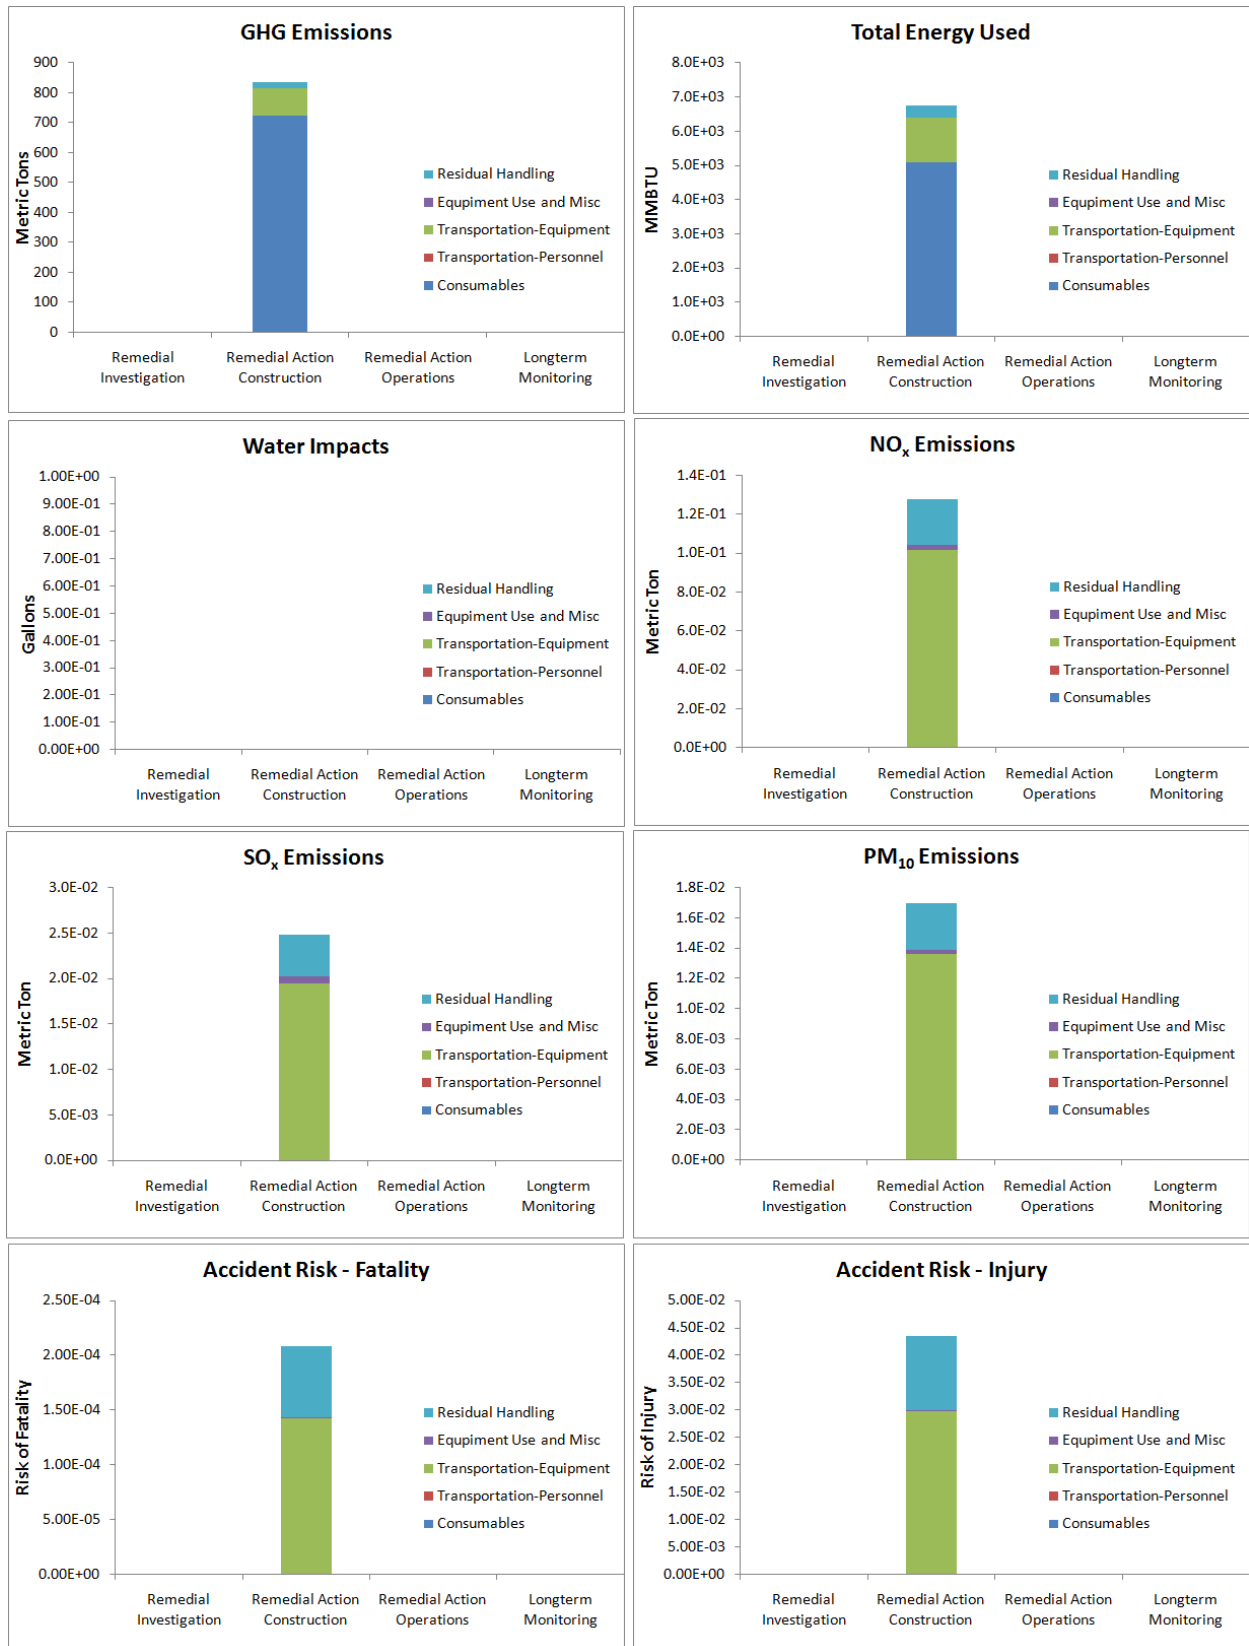 GHG Emissions
Metric Tons
900
800
700
600
500
400
300
200
100
0
Residual Handling
Equpiment Use and Misc
Transportation-Equipment
Transportation-Personnel
Consumables
Remedial Investigation
Remedial Action Construction
Remedial Action Operations
Longterm Monitoring
Total Energy Used
MMBTU
8.0E+03
7.0E+03
6.0E+03
5.0E+03
4.0E+03
3.0E+03
2.0E+03
1.0E+03
0.0E+00
Residual Handling
Equpiment Use and Misc
Transportation-Equipment
Transportation-Personnel
Consumables
Remedial Investigation
Remedial Action Construction
Remedial Action Operations
Longterm Monitoring
Water Impacts
Gallons
1.00E+00
9.00E-01
8.00E-01
7.00E-01
6.00E-01
5.00E-01
4.00E-01
3.00E-01
2.00E-01
1.00E-01
0.00E+00
Residual Handling
Equpiment Use and Misc
Transportation-Equipment
Transportation-Personnel
Consumables
Remedial Investigation
Remedial Action Construction
Remedial Action Operations
Longterm Monitoring
NOx Emissions
Metric Ton
1.4E-01
1.2E-01
1.0E-01
8.0E-02
6.0E-02
4.0E-02
2.0E-02
0.0E+00
Residual Handling
Equpiment Use and Misc
Transportation-Equipment
Transportation-Personnel
Consumables
Remedial Investigation
Remedial Action Construction
Remedial Action Operations
Longterm Monitoring
SOx Emissions
Metric Ton
3.0E-02
2.5E-02
2.0E-02
1.5E-02
1.0E-02
5.0E-03
0.0E+00
Residual Handling
Equpiment Use and Misc
Transportation-Equipment
Transportation-Personnel
Consumables
Remedial Investigation
Remedial Action Construction
Remedial Action Operations
Longterm Monitoring
PM10 Emissions
Metric Ton
1.8E-02
1.6E-02
1.4E-02
1.2E-02
1.0E-02
8.0E-03
6.0E-03
4.0E-03
2.0E-03
0.0E+00
Residual Handling
Equpiment Use and Misc
Transportation-Equipment
Transportation-Personnel
Consumables
Remedial Investigation
Remedial Action Construction
Remedial Action Operations
Longterm Monitoring
Accident Risk - Fatality
Risk of Fatality
2.50E-04
2.00E-04
1.50E-04
1.00E-04
5.00E-05
0.00E+00
Residual Handling
Equpiment Use and Misc
Transportation-Equipment
Transportation-Personnel
Consumables
Remedial Investigation
Remedial Action Construction
Remedial Action Operations
Longterm Monitoring
Accident Risk - Injury
Risk of Injury
5.00E-02
4.50E-02
4.00E-02
3.50E-02
3.00E-02
2.50E-02
2.00E-02
1.50E-02
1.00E-02
5.00E-03
0.00E+00
Residual Handling
Equpiment Use and Misc
Transportation-Equipment
Transportation-Personnel
Consumables
Remedial Investigation
Remedial Action Construction
Remedial Action Operations
Longterm Monitoring